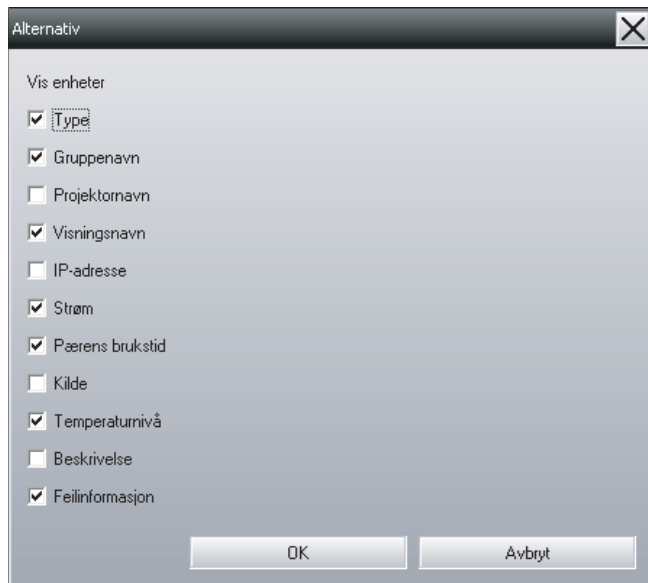 Alternativ
Vis enheter
Type
Gruppenavn
Projektornavn
Visningsnavn
IP-adresse
Strøm
Pærens brukstid
Kilde
Temperaturnivå
Beskrivelse
Feilinformasjon
OK Avbryt